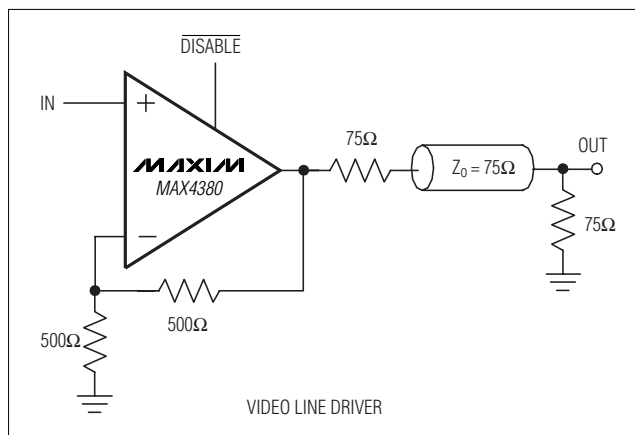 DISABLE
IN
+
MAXIM
MAX4380
−
75Ω
Z₀ = 75Ω
OUT
75Ω
500Ω
500Ω
VIDEO LINE DRIVER